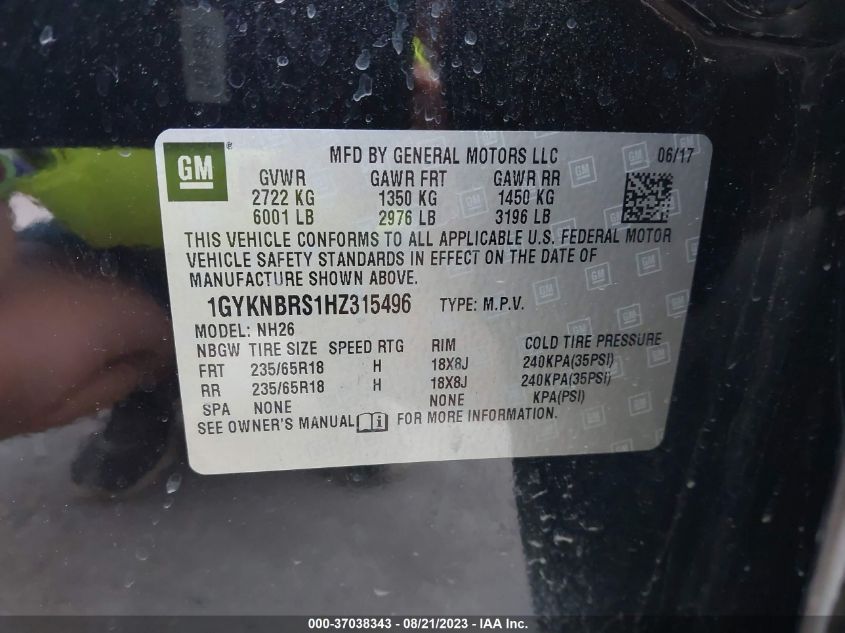 GM ®
MFD BY GENERAL MOTORS LLC 06/17
GVWR GAWR FRT GAWR RR
2722 KG 1350 KG 1450 KG
6001 LB 2976 LB 3196 LB
THIS VEHICLE CONFORMS TO ALL APPLICABLE U.S. FEDERAL MOTOR
VEHICLE SAFETY STANDARDS IN EFFECT ON THE DATE OF
MANUFACTURE SHOWN ABOVE.
1GYKNBRS1HZ315496 TYPE: M.P.V.
MODEL: NH26
NBGW TIRE SIZE SPEED RTG RIM COLD TIRE PRESSURE
FRT 235/65R18 H 18X8J 240KPA(35PSI)
RR 235/65R18 H 18X8J 240KPA(35PSI)
SPA NONE NONE KPA(PSI)
SEE OWNER'S MANUAL i FOR MORE INFORMATION.
000-37038343 - 08/21/2023 - IAA Inc.